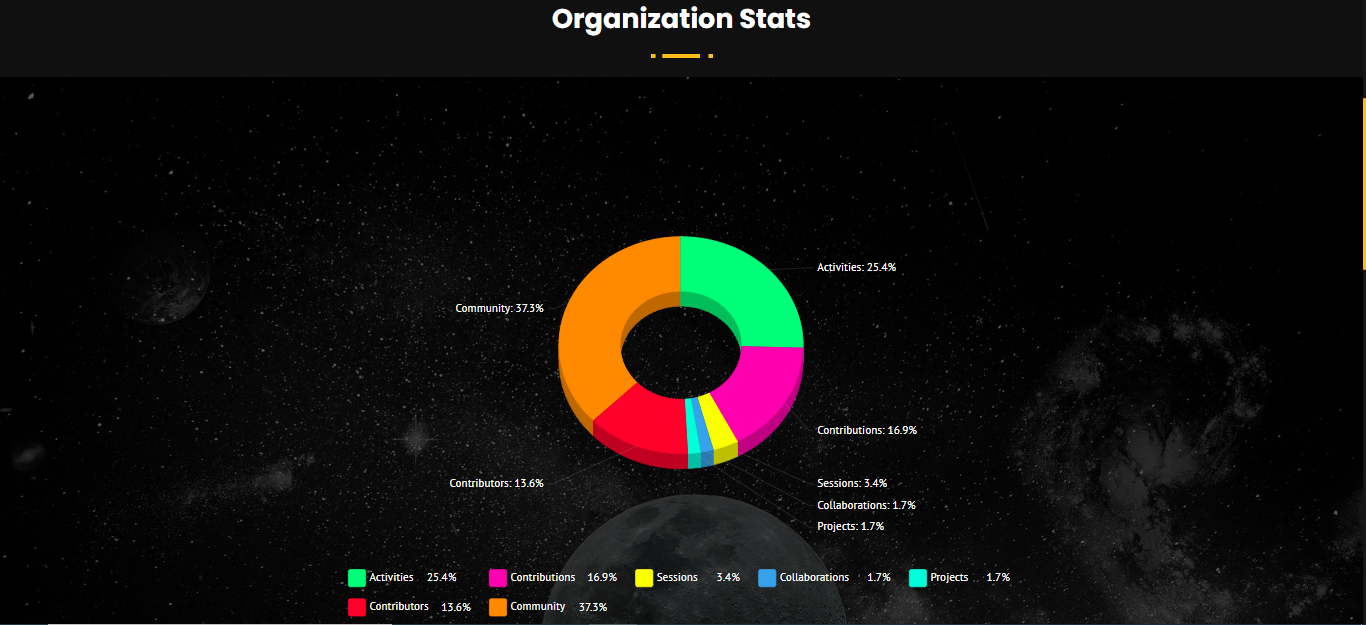 Organization Stats
Activities: 25.4%
Community: 37.3%
Contributions: 16.9%
Contributors: 13.6%
Sessions: 3.4%
Collaborations: 1.7%
Projects: 1.7%
Activities 25.4% Contributions 16.9% Sessions 3.4% Collaborations 1.7% Projects 1.7%
Contributors 13.6% Community 37.3%